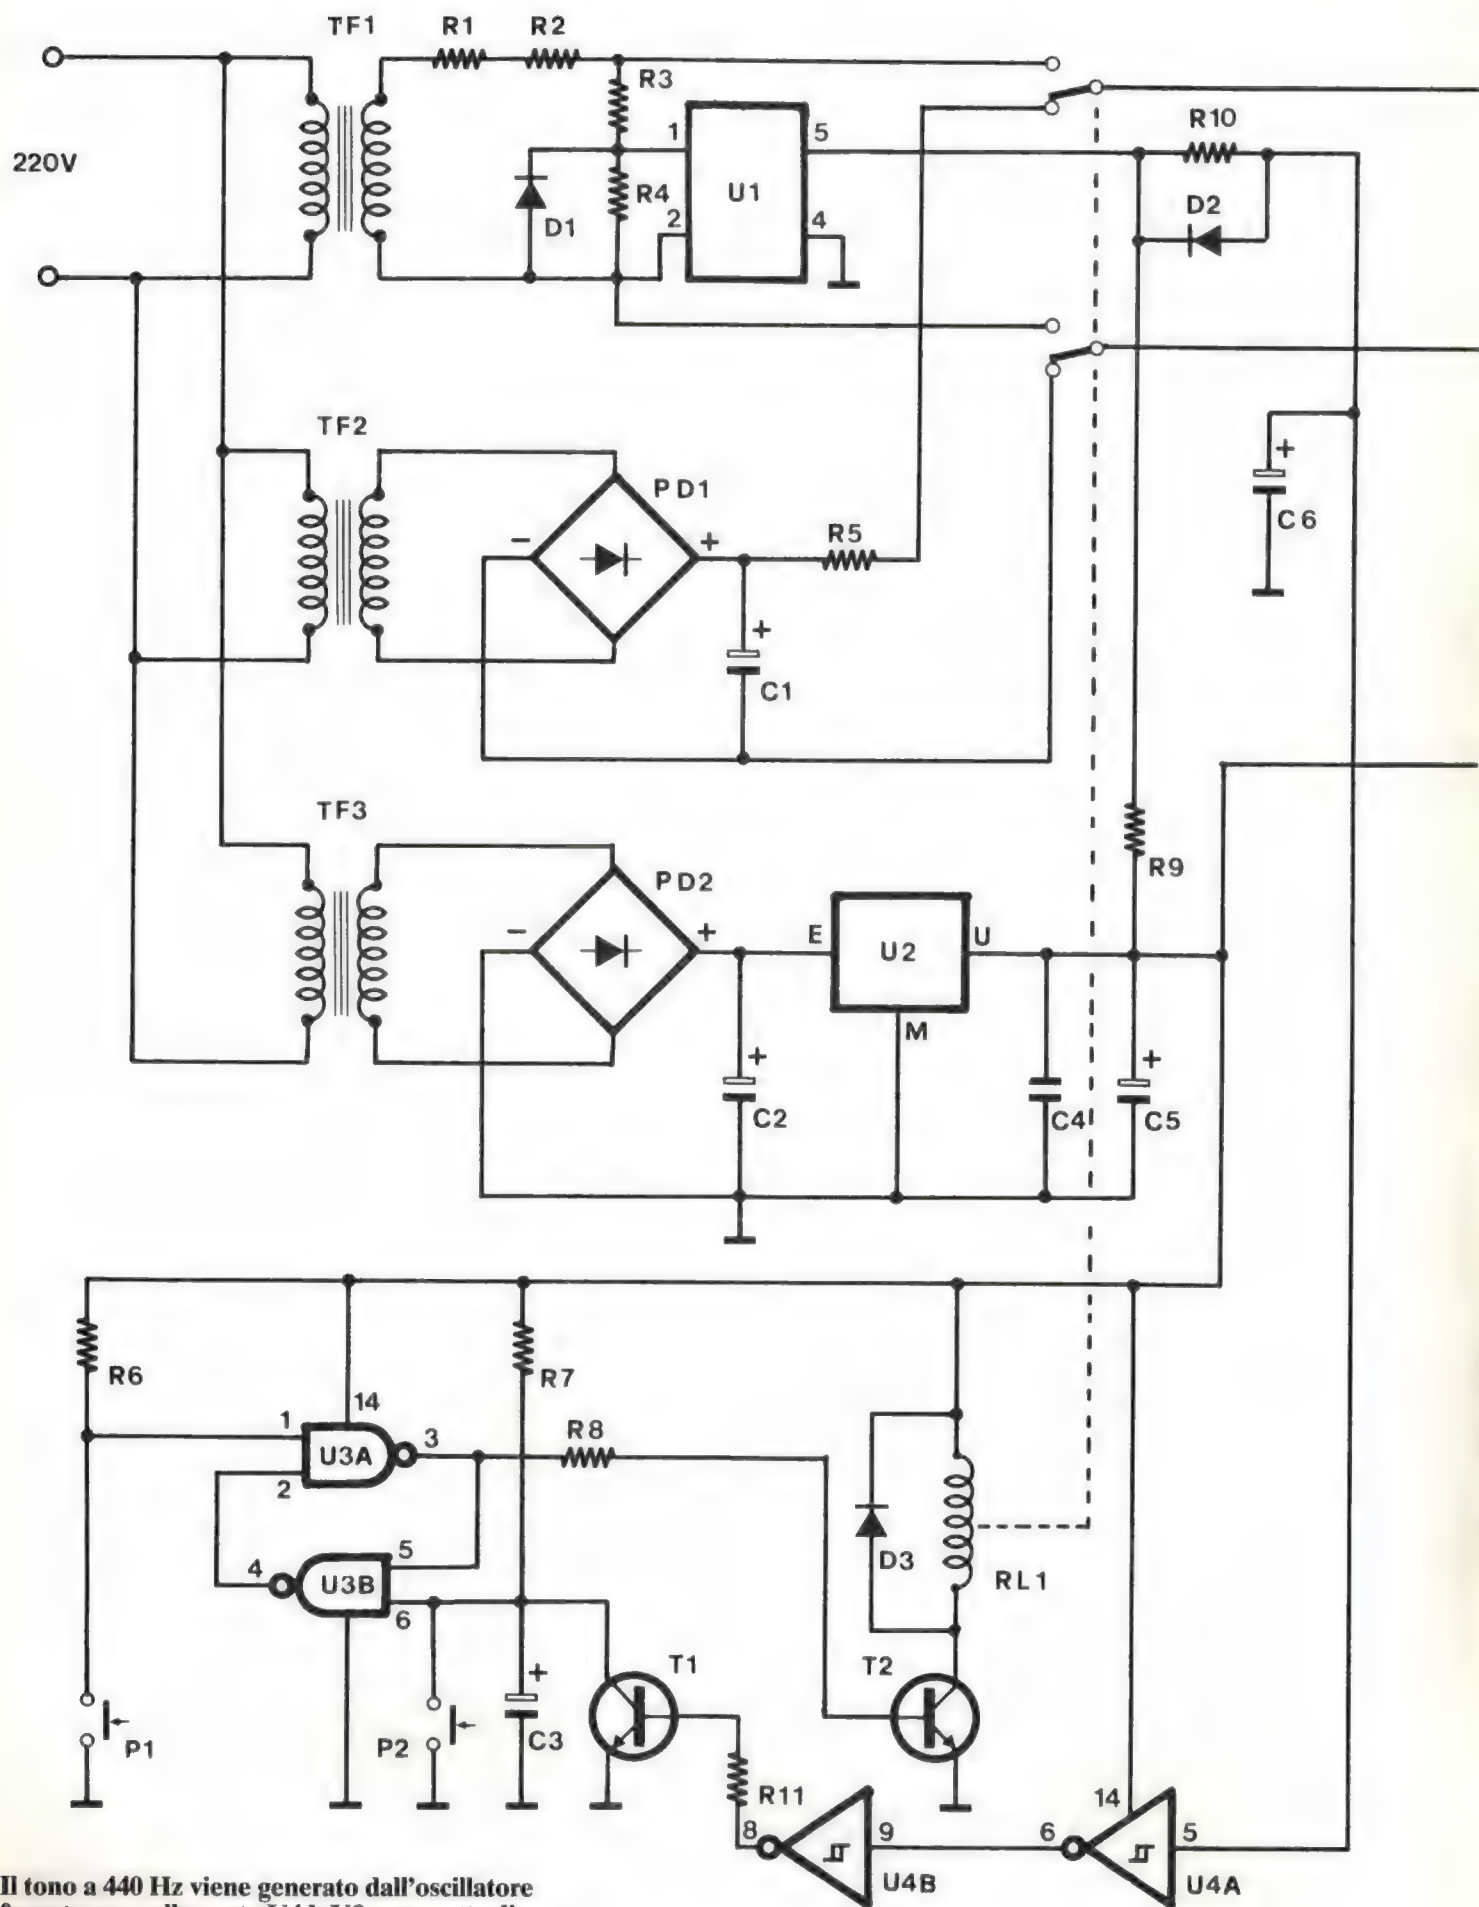 TF1 R1 R2
R3
R10
220V
1 5
U1
R4
D1
2 4
D2
TF2
PD1
- +
R5
+
C6
+
C1
TF3
PD2
R9
- +
E U2 U
M
+
C2
C4
+
C5
R6
14
R7
1
U3A
3
R8
2
5
4
U3B
6
D3
RL1
T1
T2
+
C3
P1
P2
R11
14
8 9 6 5
U4B
U4A
Il tono a 440 Hz viene generato dall'oscillatore